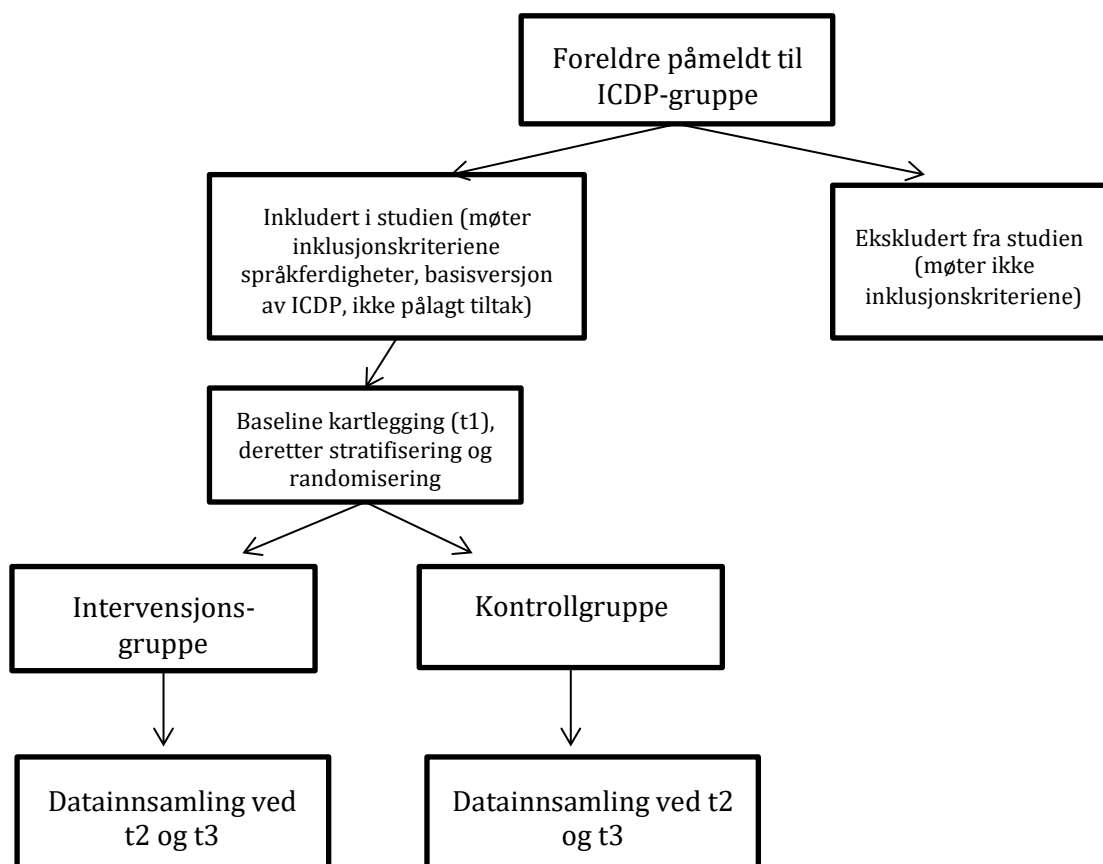 Foreldre påmeldt til
ICDP-gruppe
Inkludert i studien (møter
inklusjonskriteriene
språkferdigheter, basisversjon
av ICDP, ikke pålagt tiltak)
Ekskludert fra studien
(møter ikke
inklusjonskriteriene)
Baseline kartlegging (t1),
deretter stratifisering og
randomisering
Intervensjons-
gruppe
Kontrollgruppe
Datainnsamling ved
t2 og t3
Datainnsamling ved t2
og t3